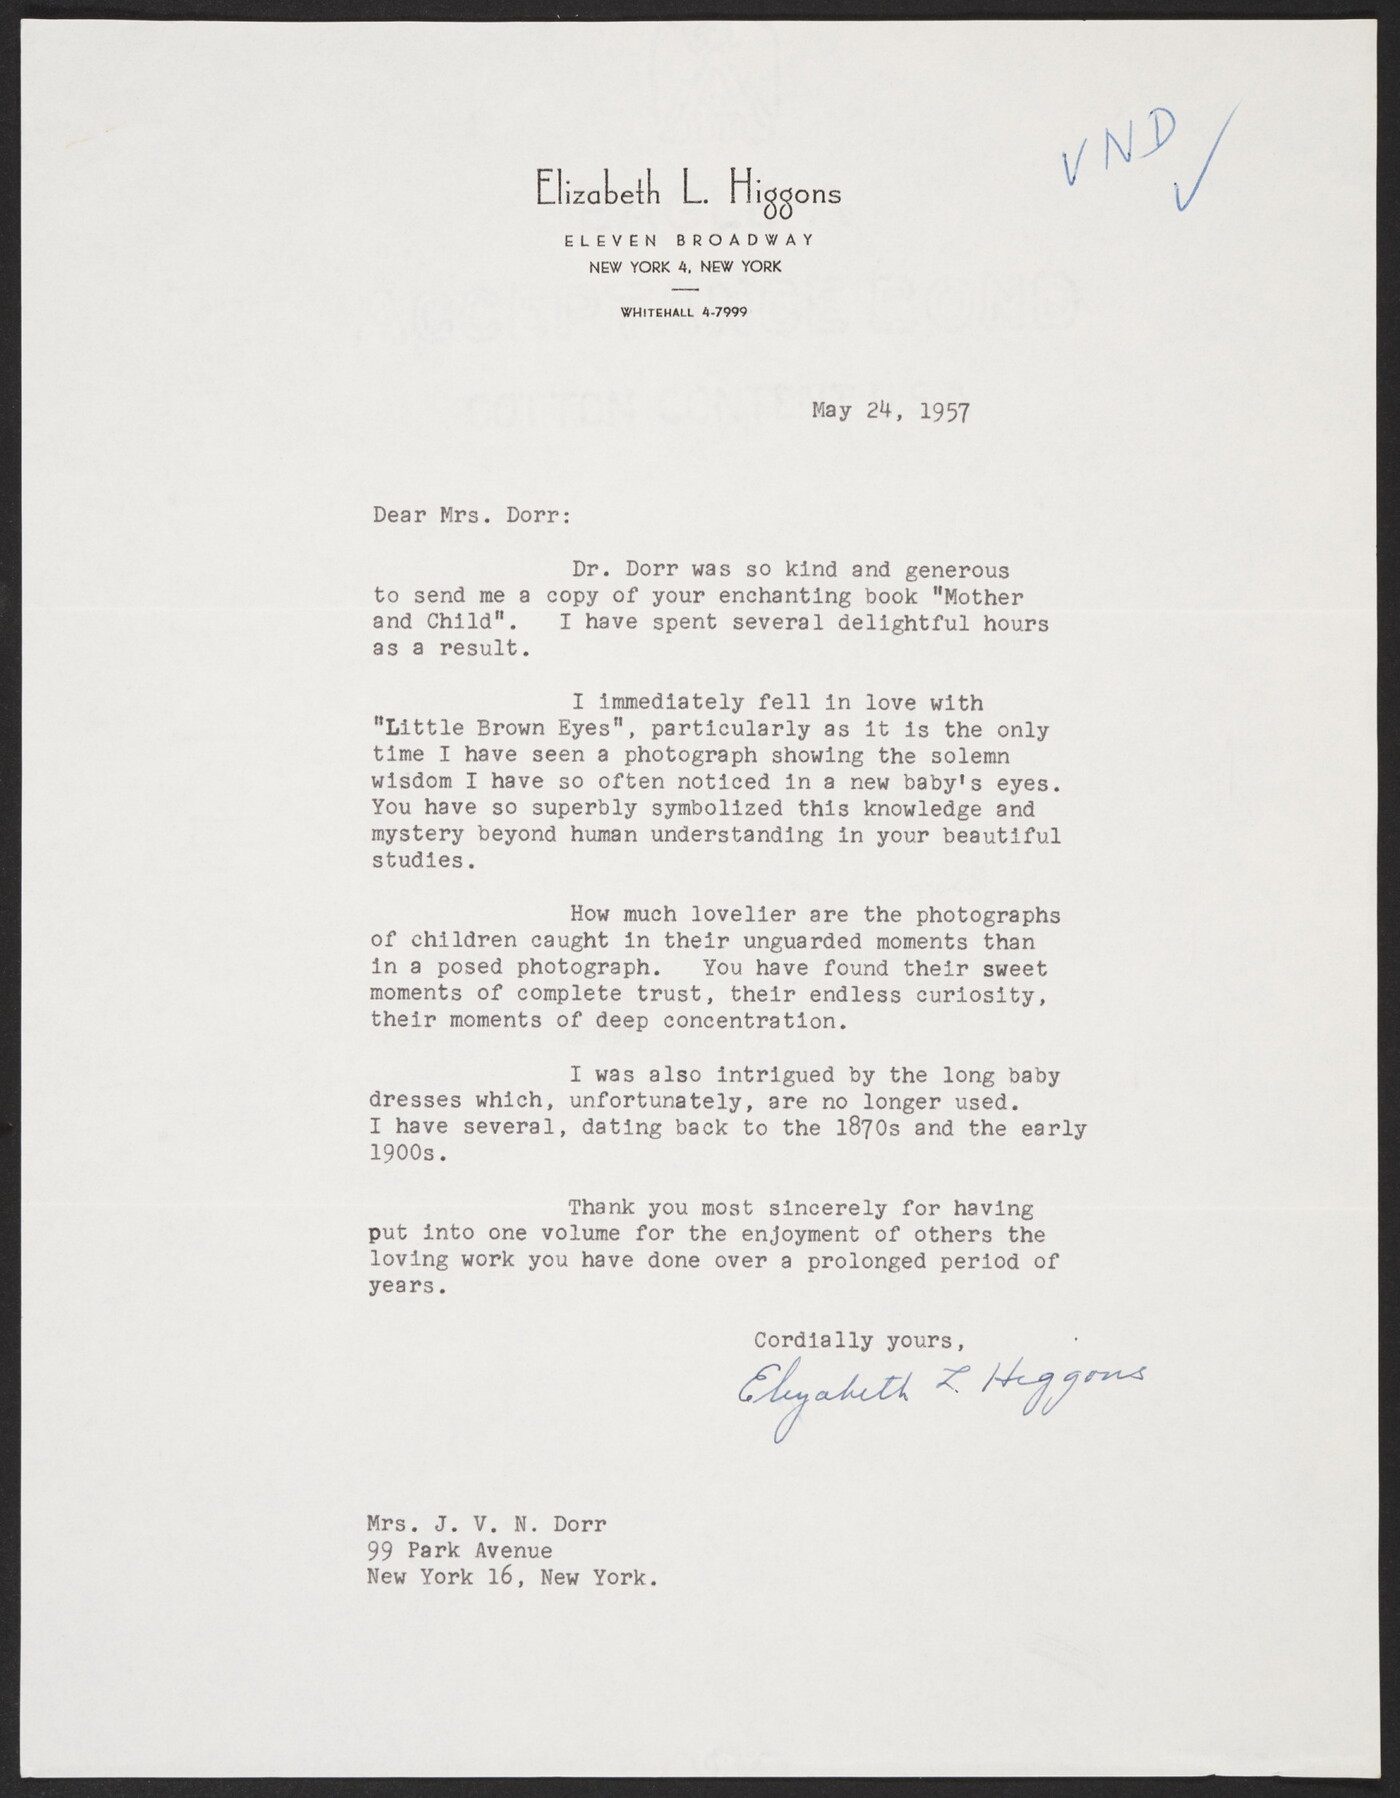 VND ✓
Elizabeth L. Higgons
ELEVEN BROADWAY
NEW YORK 4, NEW YORK
WHITEHALL 4-7999
May 24, 1957
Dear Mrs. Dorr:
Dr. Dorr was so kind and generous
to send me a copy of your enchanting book "Mother
and Child". I have spent several delightful hours
as a result.
I immediately fell in love with
"Little Brown Eyes", particularly as it is the only
time I have seen a photograph showing the solemn
wisdom I have so often noticed in a new baby's eyes.
You have so superbly symbolized this knowledge and
mystery beyond human understanding in your beautiful
studies.
How much lovelier are the photographs
of children caught in their unguarded moments than
in a posed photograph. You have found their sweet
moments of complete trust, their endless curiosity,
their moments of deep concentration.
I was also intrigued by the long baby
dresses which, unfortunately, are no longer used.
I have several, dating back to the 1870s and the early
1900s.
Thank you most sincerely for having
put into one volume for the enjoyment of others the
loving work you have done over a prolonged period of
years.
Cordially yours,
Elizabeth L. Higgons
Mrs. J. V. N. Dorr
99 Park Avenue
New York 16, New York.